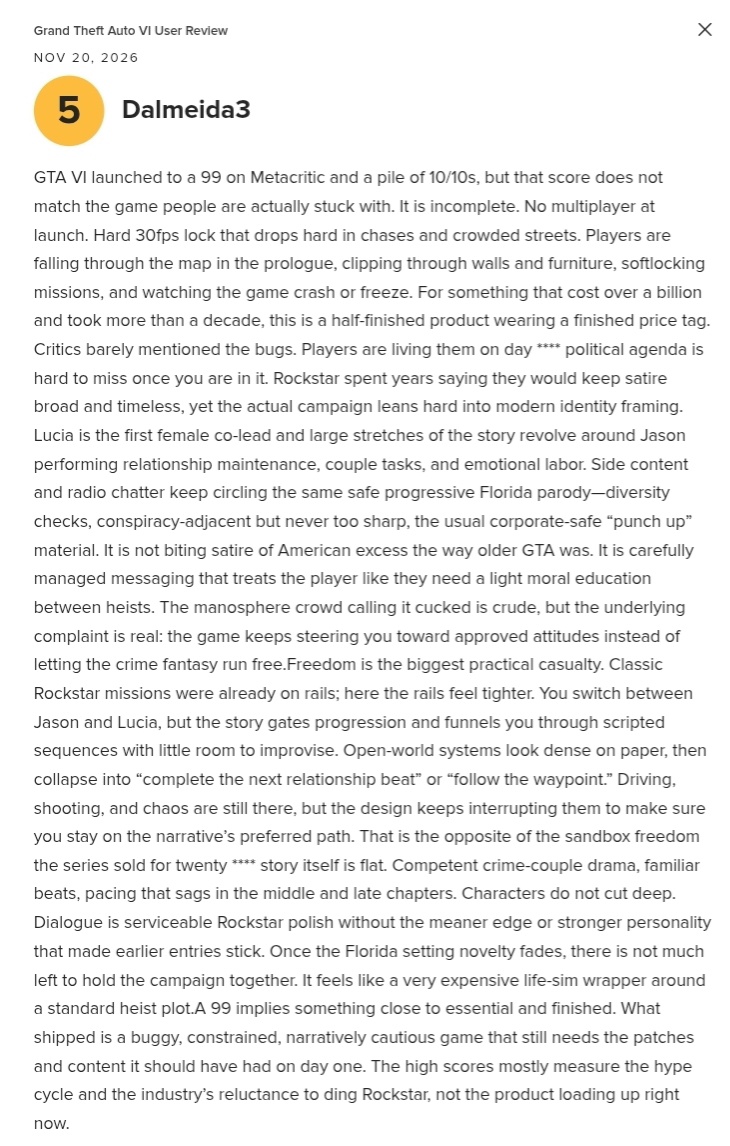 Grand Theft Auto VI User Review
NOV 20, 2026
5
Dalmeida3
GTA VI launched to a 99 on Metacritic and a pile of 10/10s, but that score does not
match the game people are actually stuck with. It is incomplete. No multiplayer at
launch. Hard 30fps lock that drops hard in chases and crowded streets. Players are
falling through the map in the prologue, clipping through walls and furniture, softlocking
missions, and watching the game crash or freeze. For something that cost over a billion
and took more than a decade, this is a half-finished product wearing a finished price tag.
Critics barely mentioned the bugs. Players are living them on day **** political agenda is
hard to miss once you are in it. Rockstar spent years saying they would keep satire
broad and timeless, yet the actual campaign leans hard into modern identity framing.
Lucia is the first female co-lead and large stretches of the story revolve around Jason
performing relationship maintenance, couple tasks, and emotional labor. Side content
and radio chatter keep circling the same safe progressive Florida parody—diversity
checks, conspiracy-adjacent but never too sharp, the usual corporate-safe “punch up”
material. It is not biting satire of American excess the way older GTA was. It is carefully
managed messaging that treats the player like they need a light moral education
between heists. The manosphere crowd calling it cucked is crude, but the underlying
complaint is real: the game keeps steering you toward approved attitudes instead of
letting the crime fantasy run free.Freedom is the biggest practical casualty. Classic
Rockstar missions were already on rails; here the rails feel tighter. You switch between
Jason and Lucia, but the story gates progression and funnels you through scripted
sequences with little room to improvise. Open-world systems look dense on paper, then
collapse into “complete the next relationship beat” or “follow the waypoint.” Driving,
shooting, and chaos are still there, but the design keeps interrupting them to make sure
you stay on the narrative’s preferred path. That is the opposite of the sandbox freedom
the series sold for twenty **** story itself is flat. Competent crime-couple drama, familiar
beats, pacing that sags in the middle and late chapters. Characters do not cut deep.
Dialogue is serviceable Rockstar polish without the meaner edge or stronger personality
that made earlier entries stick. Once the Florida setting novelty fades, there is not much
left to hold the campaign together. It feels like a very expensive life-sim wrapper around
a standard heist plot.A 99 implies something close to essential and finished. What
shipped is a buggy, constrained, narratively cautious game that still needs the patches
and content it should have had on day one. The high scores mostly measure the hype
cycle and the industry’s reluctance to ding Rockstar, not the product loading up right
now.